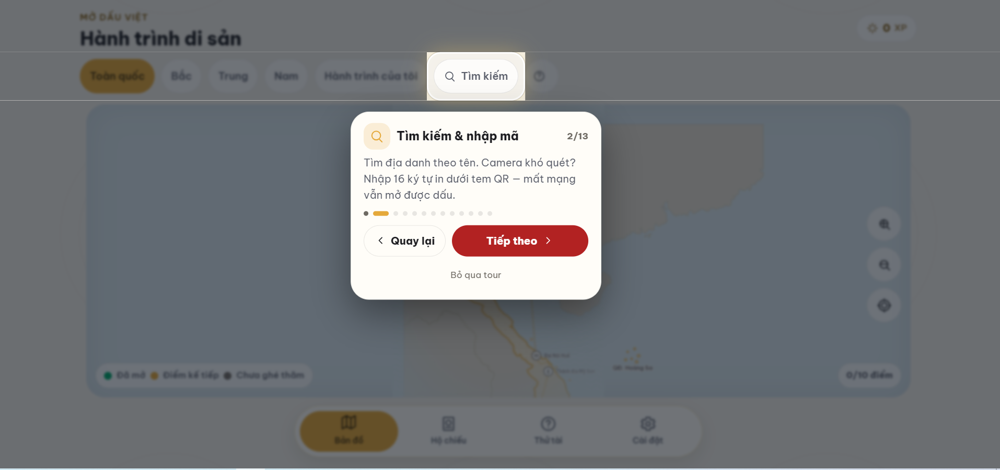 MỞ DẤU VIỆT
Hành trình di sản
0 XP
Toàn quốc
Bắc
Trung
Nam
Hành trình của tôi
Tìm kiếm
Tìm kiếm & nhập mã
2/13
Tìm địa danh theo tên. Camera khó quét?
Nhập 16 ký tự in dưới tem QR — mất mạng
vẫn mở được dấu.
Quay lại
Tiếp theo
Bỏ qua tour
QĐ. Hoàng Sa
Đã mở
Điểm kế tiếp
Chưa ghé thăm
0/10 điểm
Bản đồ
Hộ chiếu
Thử tài
Cài đặt